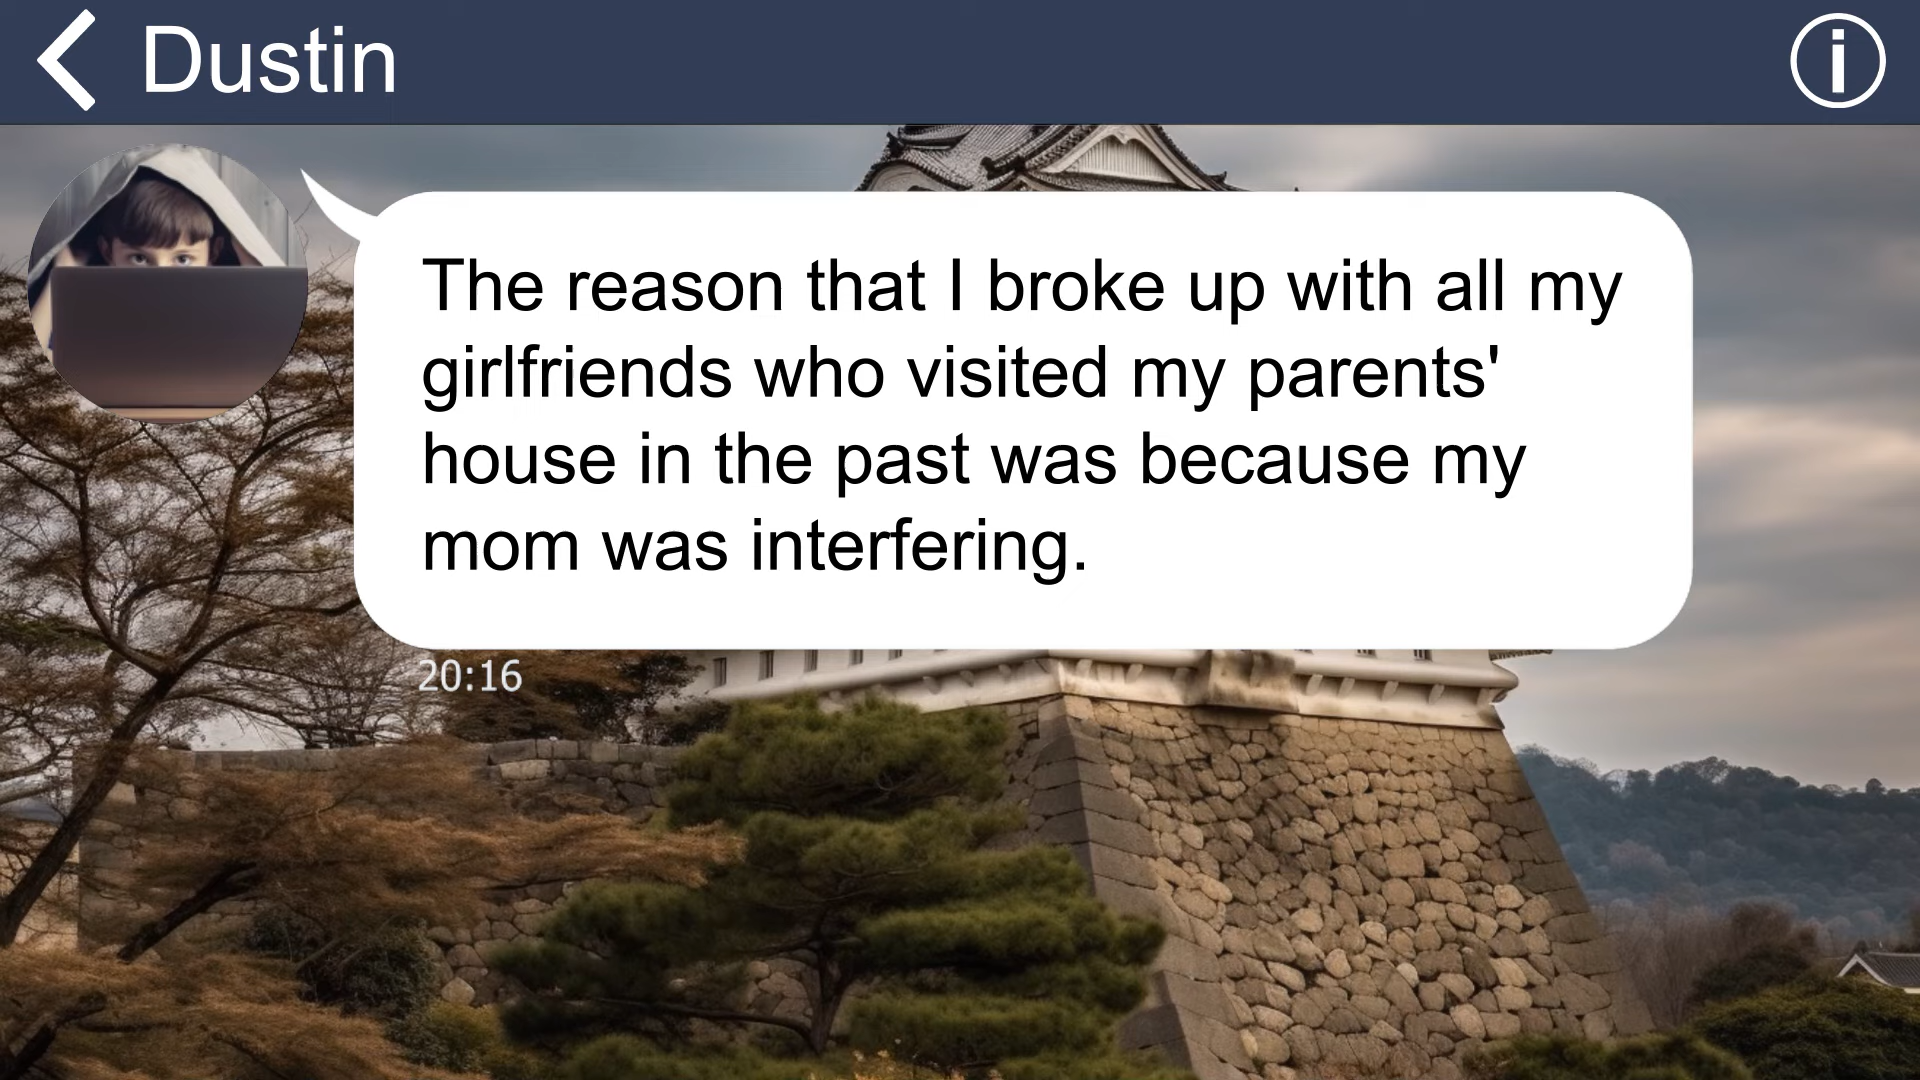 Dustin
The reason that I broke up with all my
girlfriends who visited my parents'
house in the past was because my
mom was interfering.
20:16